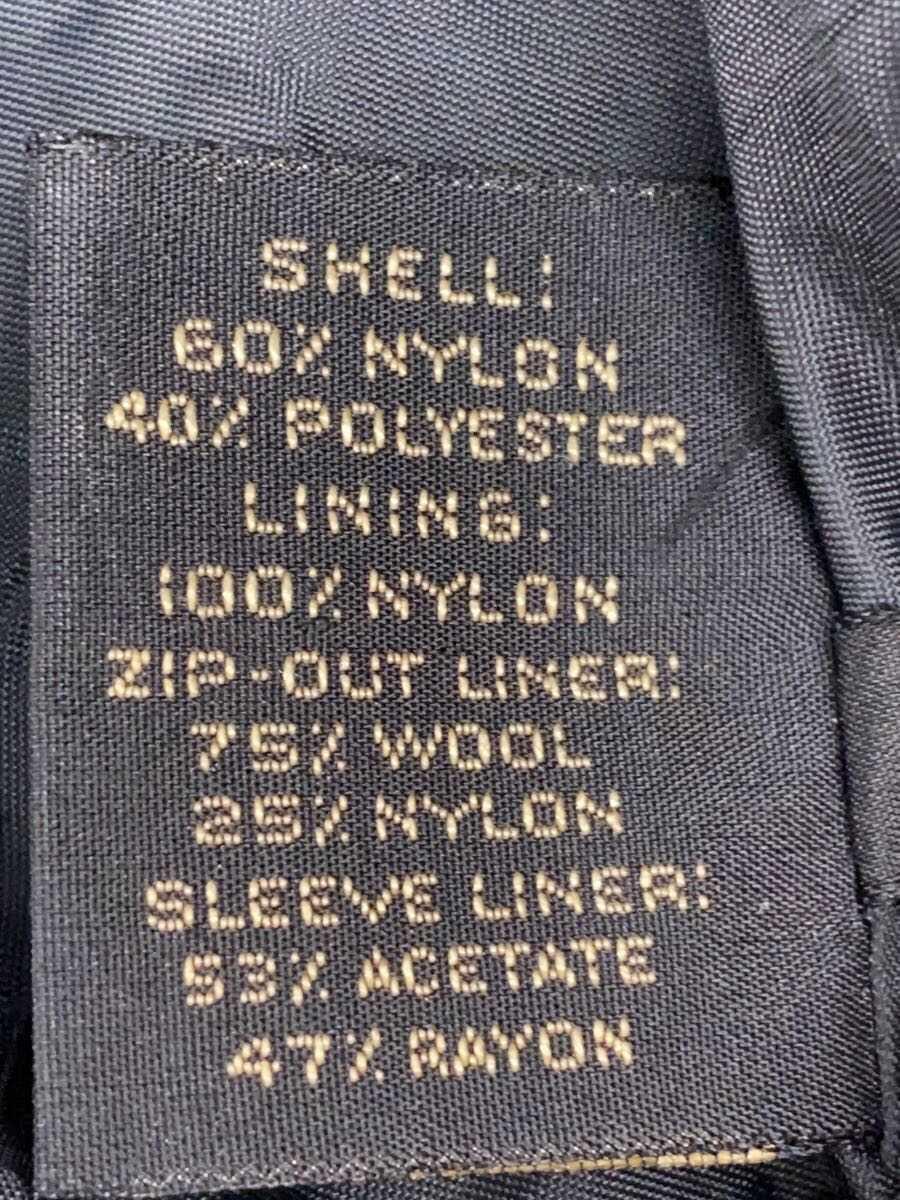 SHELL:
60% NYLON
40% POLYESTER
LINING:
100% NYLON
ZIP-OUT LINER:
75% WOOL
25% NYLON
SLEEVE LINER:
53% ACETATE
47% RAYON